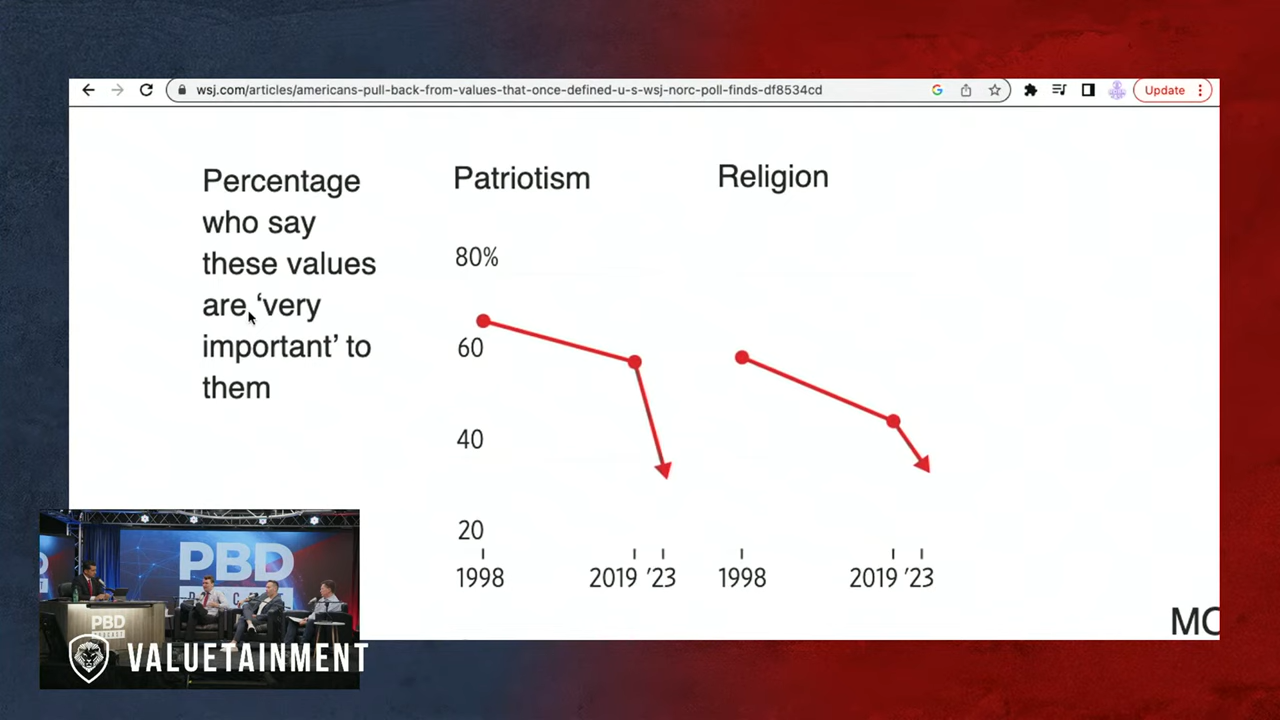 wsj.com/articles/americans-pull-back-from-values-that-once-defined-u-s-wsj-norc-poll-finds-df8534cd
Update
Percentage
who say
these values
are ‘very
important’ to
them
Patriotism
80%
60
40
20
1998
2019
’23
Religion
1998
2019
’23
MO
PBD
PBD
VALUETAINMENT